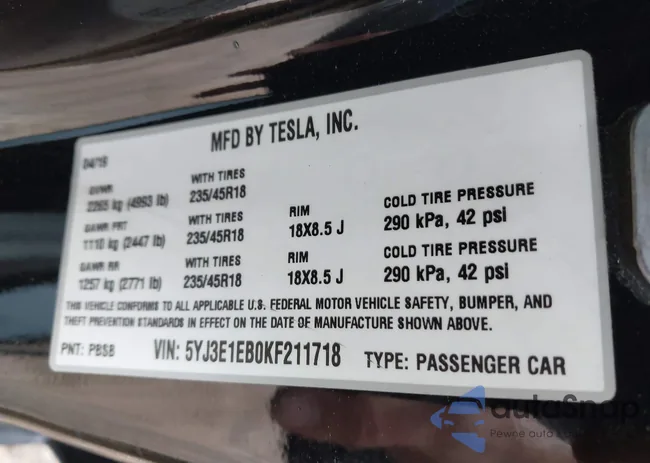 MFD BY TESLA, INC.
04/19
GVWR
2265 kg (4993 lb)
WITH TIRES
235/45R18
GAWR FRT
1110 kg (2447 lb)
WITH TIRES
235/45R18
RIM
18X8.5 J
COLD TIRE PRESSURE
290 kPa, 42 psi
GAWR RR
1257 kg (2771 lb)
WITH TIRES
235/45R18
RIM
18X8.5 J
COLD TIRE PRESSURE
290 kPa, 42 psi
THIS VEHICLE CONFORMS TO ALL APPLICABLE U.S. FEDERAL MOTOR VEHICLE SAFETY, BUMPER, AND
THEFT PREVENTION STANDARDS IN EFFECT ON THE DATE OF MANUFACTURE SHOWN ABOVE.
PNT: PBSB VIN: 5YJ3E1EB0KF211718 TYPE: PASSENGER CAR
autoSnap
Pewne auto